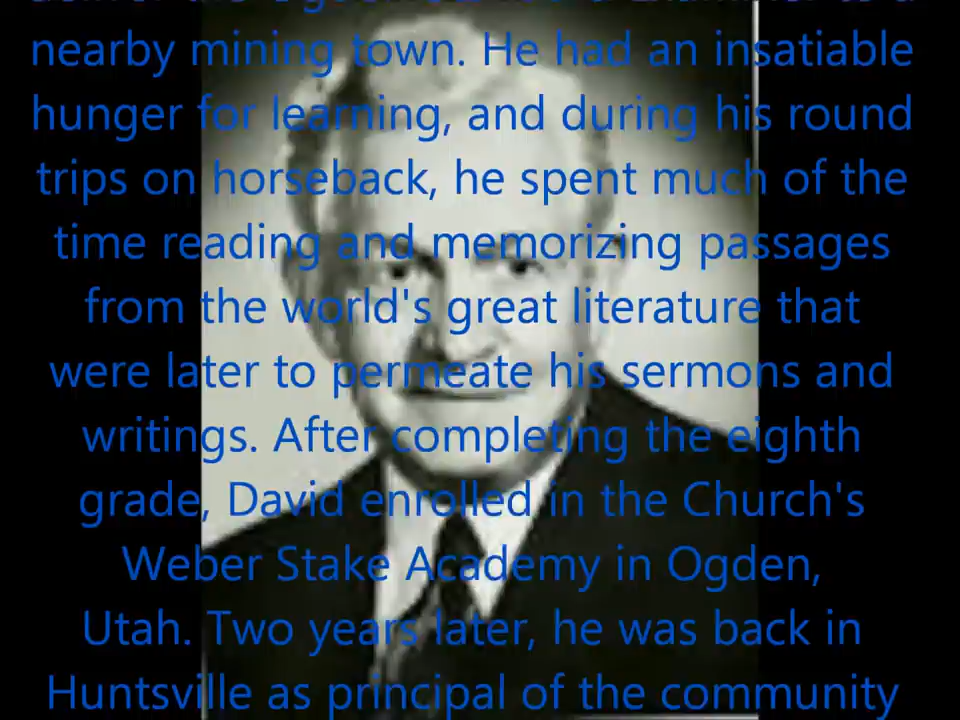 nearby mining town. He had an insatiable
hunger for learning, and during his round
trips on horseback, he spent much of the
time reading and memorizing passages
from the world's great literature that
were later to permeate his sermons and
writings. After completing the eighth
grade, David enrolled in the Church's
Weber Stake Academy in Ogden,
Utah. Two years later, he was back in
Huntsville as principal of the community